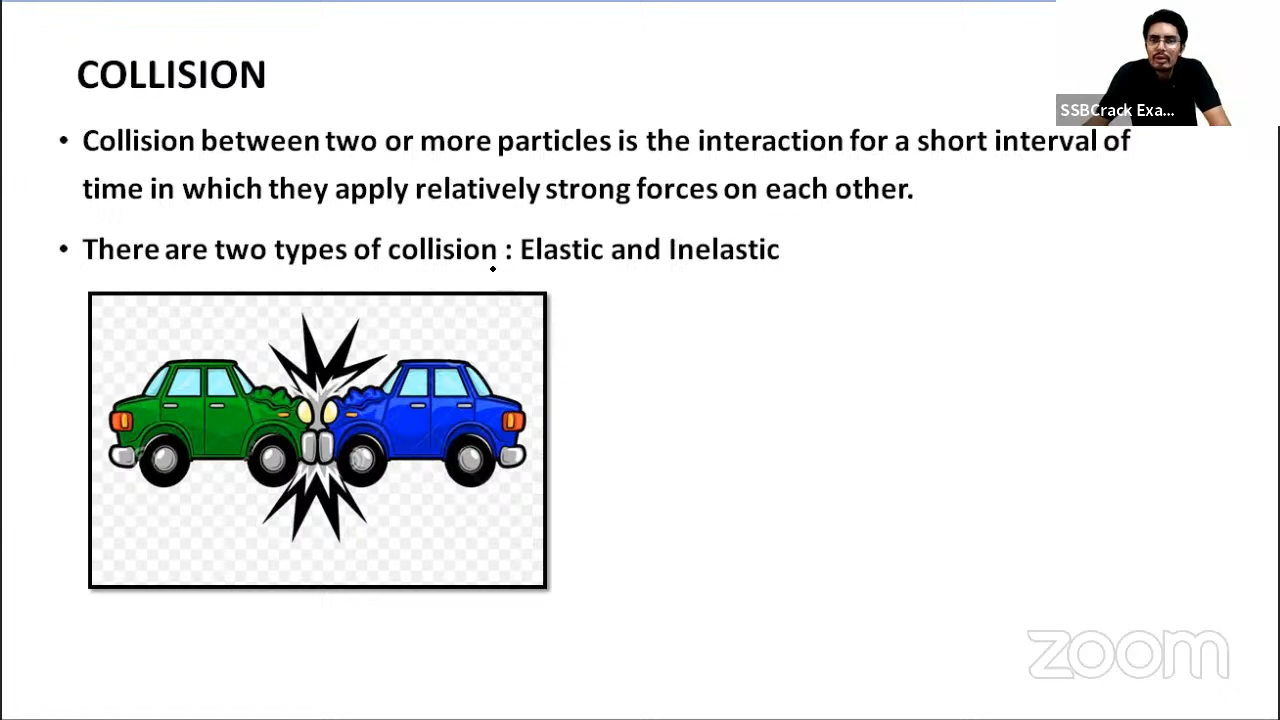 COLLISION
SSBCrack Exa...
• Collision between two or more particles is the interaction for a short interval of
time in which they apply relatively strong forces on each other.
• There are two types of collision : Elastic and Inelastic
zoom